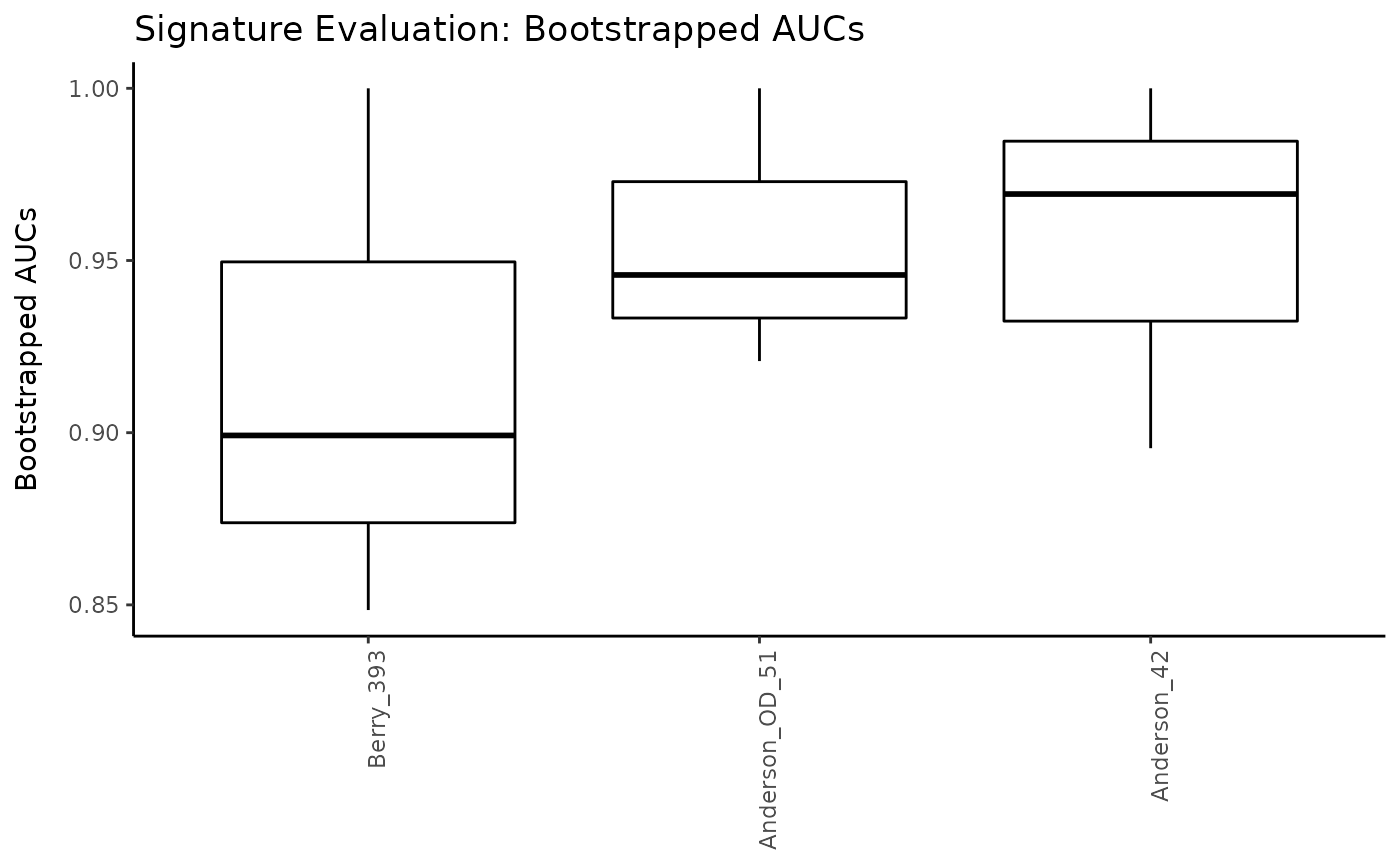 Signature Evaluation: Bootstrapped AUCs
Bootstrapped AUCs
1.00
0.95
0.90
0.85
Berry_393
Anderson_OD_51
Anderson_42